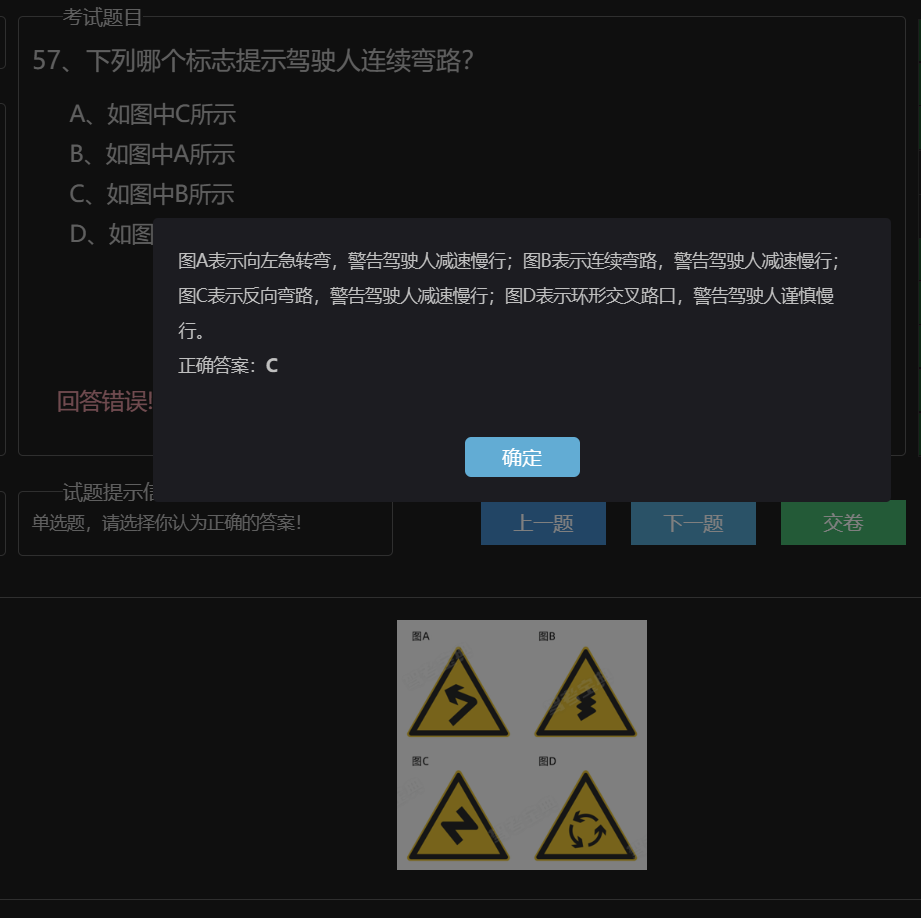 考试题目
57、下列哪个标志提示驾驶人连续弯路?
A、如图中C所示
B、如图中A所示
C、如图中B所示
D、如图
图A表示向左急转弯，警告驾驶人减速慢行；图B表示连续弯路，警告驾驶人减速慢行；
图C表示反向弯路，警告驾驶人减速慢行；图D表示环形交叉路口，警告驾驶人谨慎慢
行。
正确答案：C
确定
回答错误!
试题提示信
单选题，请选择你认为正确的答案！
上一题
下一题
交卷
图A
图B
图C
图D